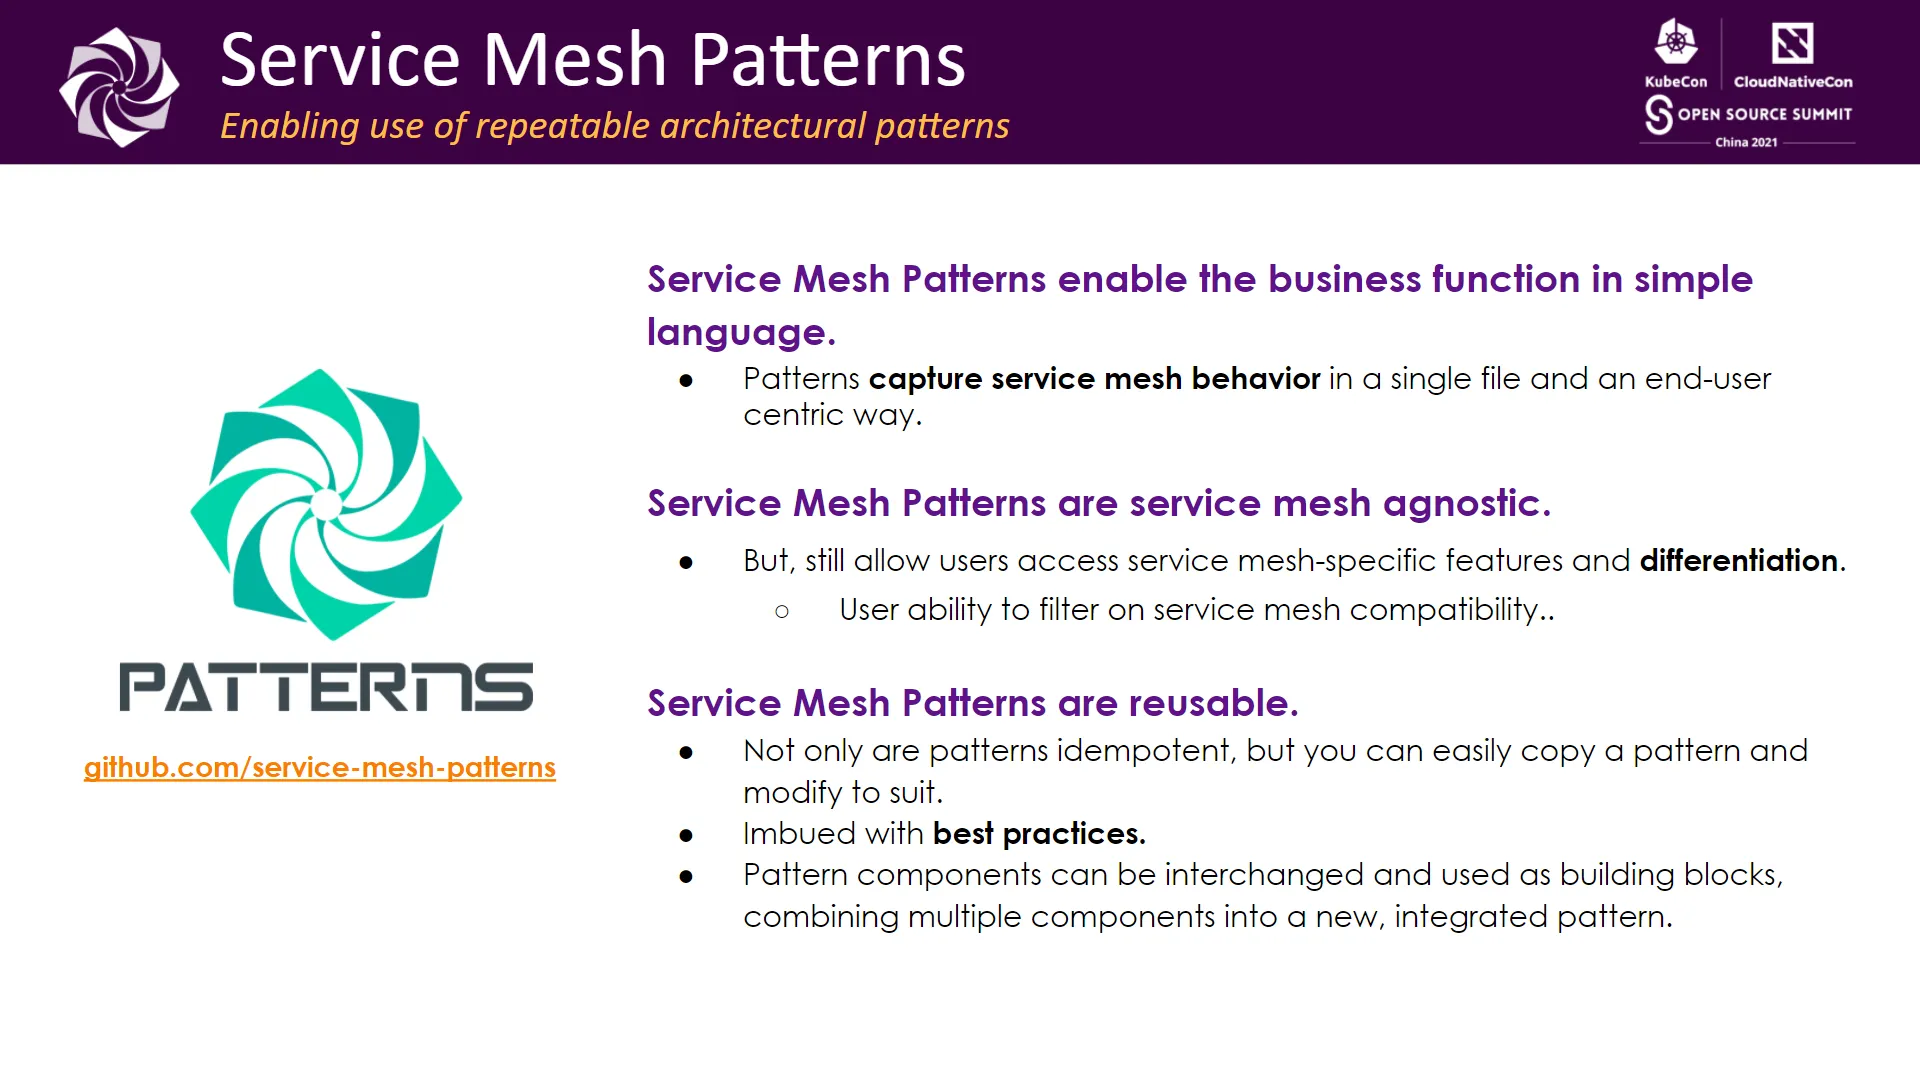 Service Mesh Patterns
Enabling use of repeatable architectural patterns
KubeCon
CloudNativeCon
OPEN SOURCE SUMMIT
China 2021
PATTERNS
github.com/service-mesh-patterns
Service Mesh Patterns enable the business function in simple
language.
● Patterns capture service mesh behavior in a single file and an end-user
centric way.
Service Mesh Patterns are service mesh agnostic.
● But, still allow users access service mesh-specific features and differentiation.
○ User ability to filter on service mesh compatibility..
Service Mesh Patterns are reusable.
● Not only are patterns idempotent, but you can easily copy a pattern and
modify to suit.
● Imbued with best practices.
● Pattern components can be interchanged and used as building blocks,
combining multiple components into a new, integrated pattern.